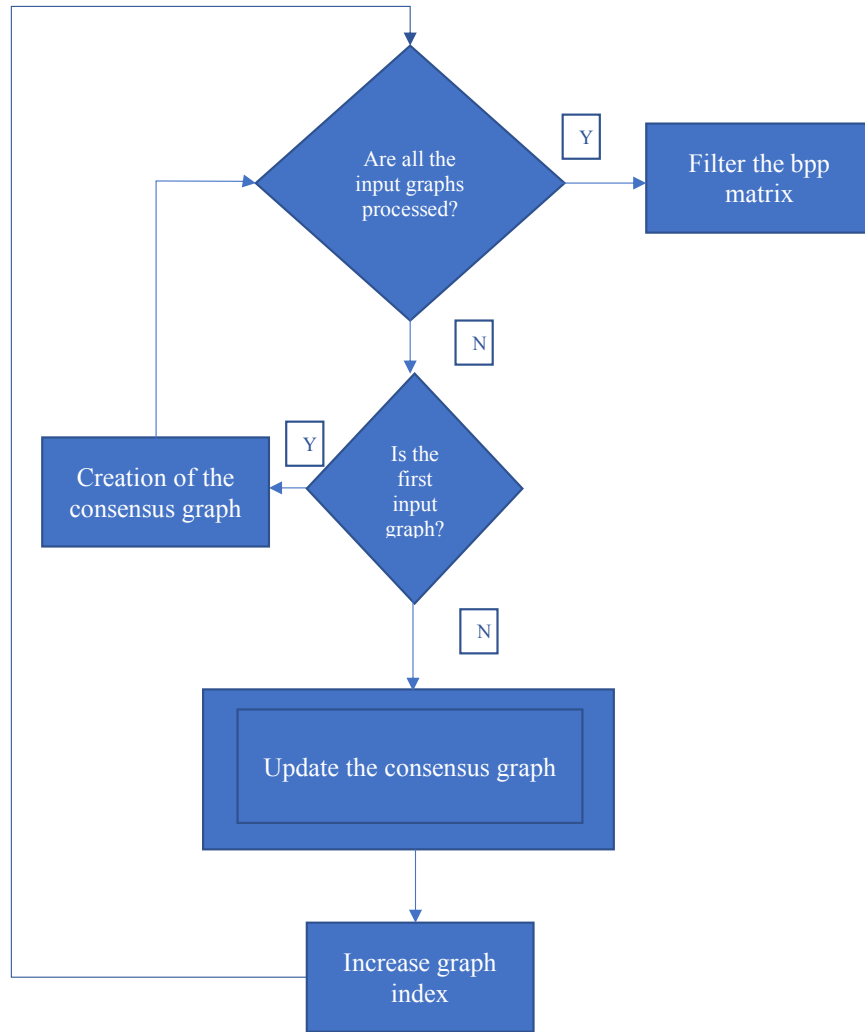 Are all the
input graphs
processed?
Y
Filter the bpp
matrix
N
Is the
first
input
graph?
Y
Creation of the
consensus graph
N
Update the consensus graph
Increase graph
index